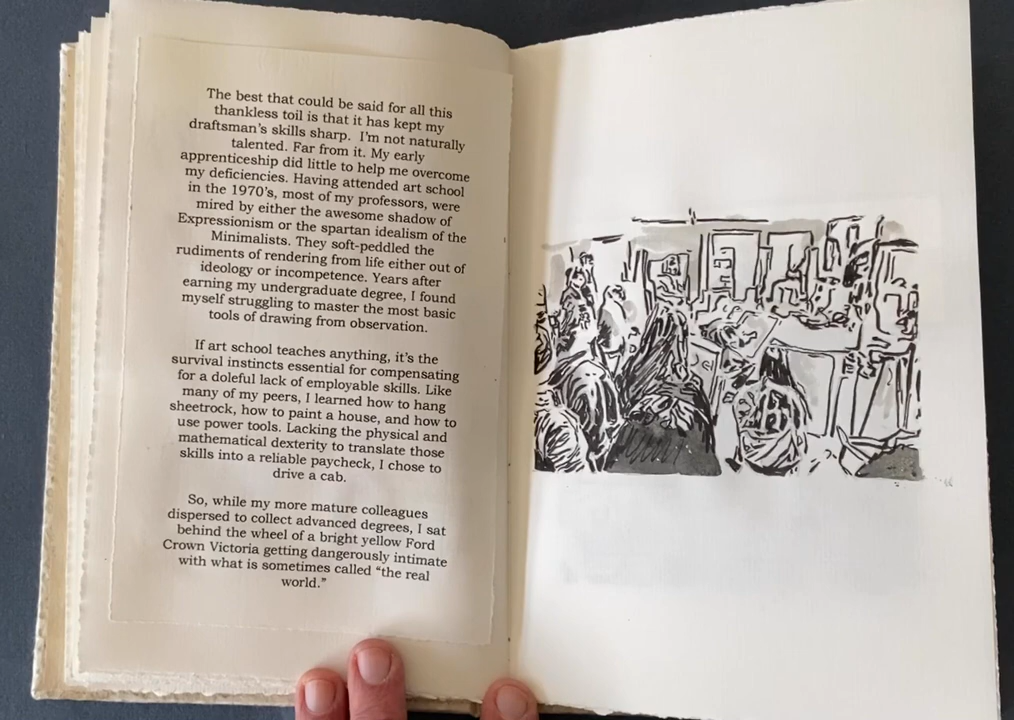 The best that could be said for all this
thankless toil is that it has kept my
draftsman's skills sharp.  I'm not naturally
talented. Far from it. My early
apprenticeship did little to help me overcome
my deficiencies. Having attended art school
in the 1970's, most of my professors, were
mired by either the awesome shadow of
Expressionism or the spartan idealism of the
Minimalists. They soft-peddled the
rudiments of rendering from life either out of
ideology or incompetence. Years after
earning my undergraduate degree, I found
myself struggling to master the most basic
tools of drawing from observation.

If art school teaches anything, it's the
survival instincts essential for compensating
for a doleful lack of employable skills. Like
many of my peers, I learned how to hang
sheetrock, how to paint a house, and how to
use power tools. Lacking the physical and
mathematical dexterity to translate those
skills into a reliable paycheck, I chose to
drive a cab.

So, while my more mature colleagues
dispersed to collect advanced degrees, I sat
behind the wheel of a bright yellow Ford
Crown Victoria getting dangerously intimate
with what is sometimes called "the real
world."